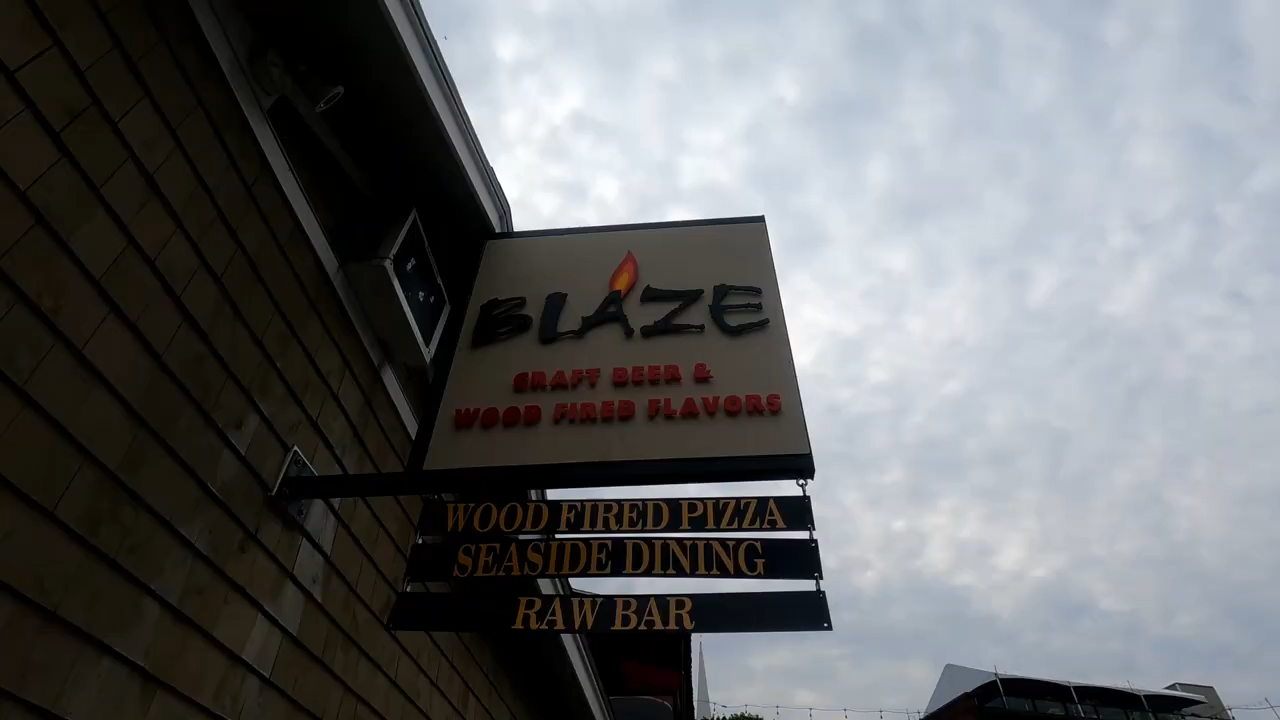 BLAZE
CRAFT BEER &
WOOD FIRED FLAVORS
WOOD FIRED PIZZA
SEASIDE DINING
RAW BAR